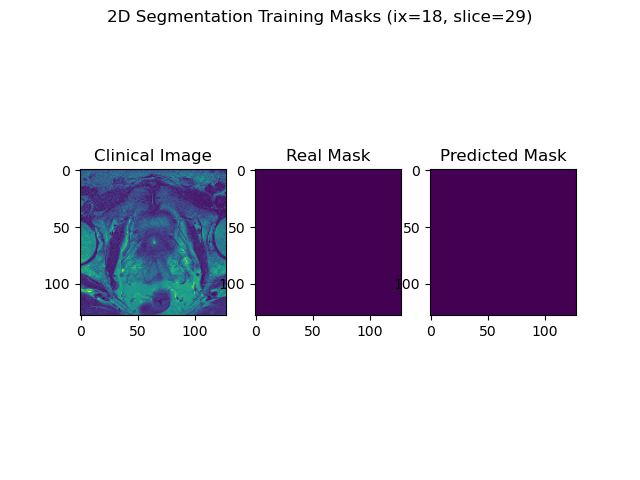 2D Segmentation Training Masks (ix=18, slice=29)
Clinical Image Real Mask Predicted Mask
0 0 0
50 50 50
100 100 100
0 50 100 0 50 100 0 50 100